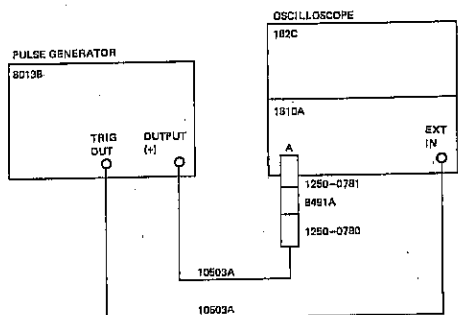 OSCILLOSCOPE
182C
PULSE GENERATOR
8013B
1810A
TRIG
OUT
OUTPUT
(+)
EXT
IN
A
1250-0781
8491A
1250-0780
10503A
10503A